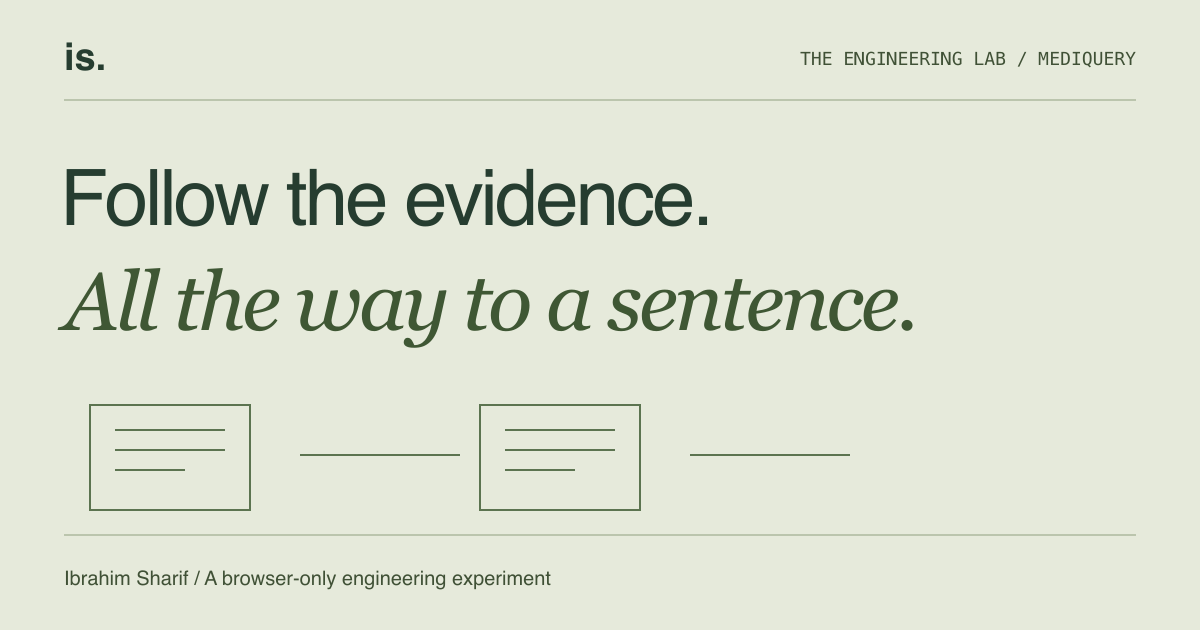 is.
THE ENGINEERING LAB / MEDIQUERY
Follow the evidence.
All the way to a sentence.
Ibrahim Sharif / A browser-only engineering experiment